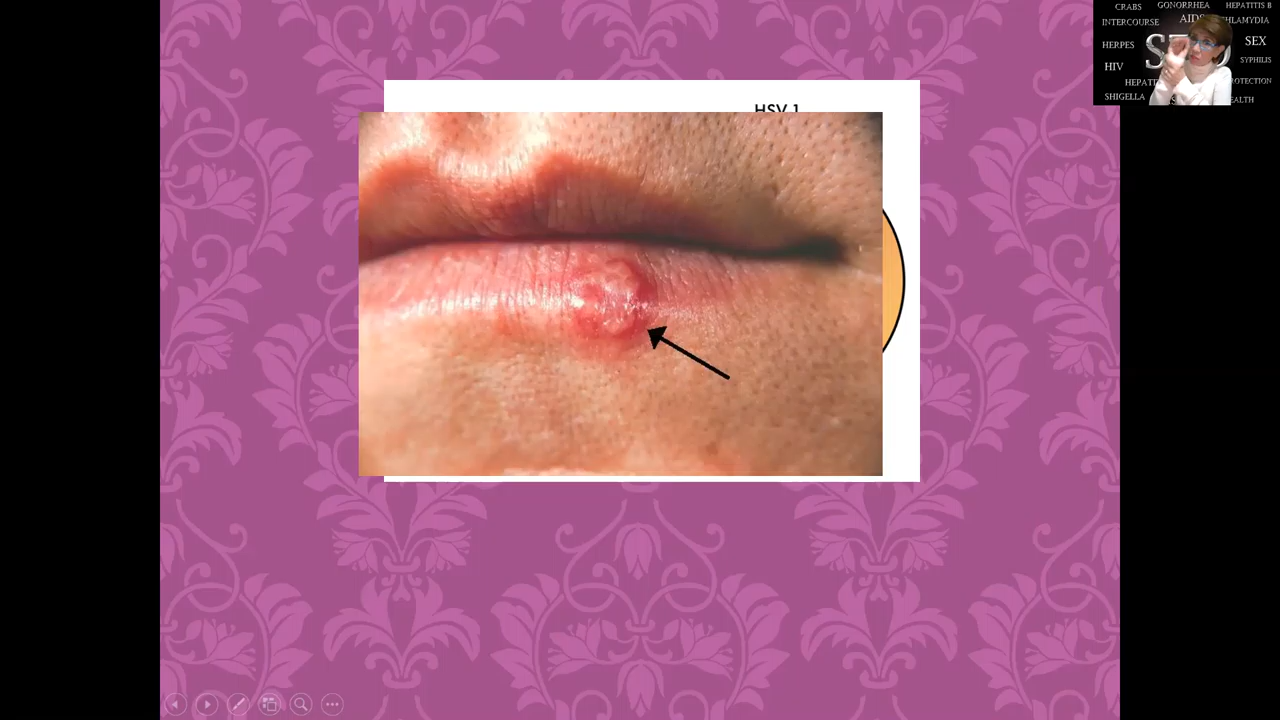 HSV 1
CRABS
GONORRHEA
HEPATITIS B
INTERCOURSE
AIDS
HERPES
SEX
HIV
SYPHILIS
SHIGELLA